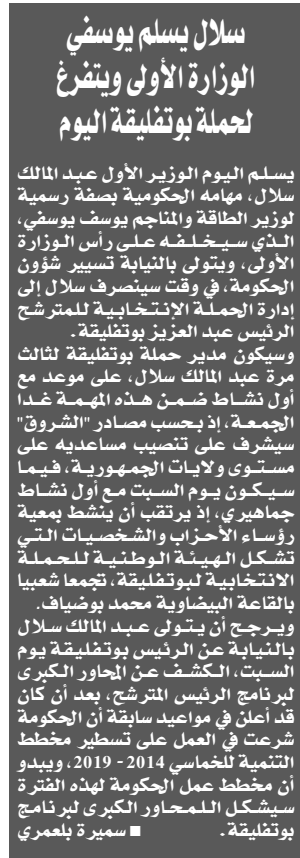 سلال يسلم يوسفي
الوزارة الأولى ويتفرغ
لحملة بوتفليقة اليوم
يسلم اليوم الوزير الأول عبد المالك
سلال، مهامه الحكومية بصفة رسمية
لوزير الطاقة والمناجم يوسف يوسفي،
الذي سيخلفه على رأس الوزارة
الأولى، ويتولى بالنيابة تسيير شؤون
الحكومة، في وقت سينصرف سلال إلى
إدارة الحملة الإنتخابية للمترشح
الرئيس عبد العزيز بوتفليقة.
وسيكون مدير حملة بوتفليقة لثالث
مرة عبد المالك سلال، على موعد مع
أول نشاط ضمن هذه المهمة غدا
الجمعة، إذ بحسب مصادر "الشروق"
سيشرف على تنصيب مساعديه على
مستوى ولايات الجمهورية، فيما
سيكون يوم السبت مع أول نشاط
جماهيري، إذ يرتقب أن ينشط بمعية
رؤساء الأحزاب والشخصيات التي
تشكل الهيئة الوطنية للحملة
الانتخابية لبوتفليقة، تجمعا شعبيا
بالقاعة البيضاوية محمد بوضياف.
ويرجح أن يتولى عبد المالك سلال
بالنيابة عن الرئيس بوتفليقة يوم
السبت، الكشف عن المحاور الكبرى
لبرنامج الرئيس المترشح، بعد أن كان
قد أعلن في مواعيد سابقة أن الحكومة
شرعت في العمل على تسطير مخطط
التنمية للخماسي 2014 - 2019، ويبدو
أن مخطط عمل الحكومة لهذه الفترة
سيشكل اللمحاور الكبرى لبرنامج
بوتفليقة. ■ سميرة بلعمري